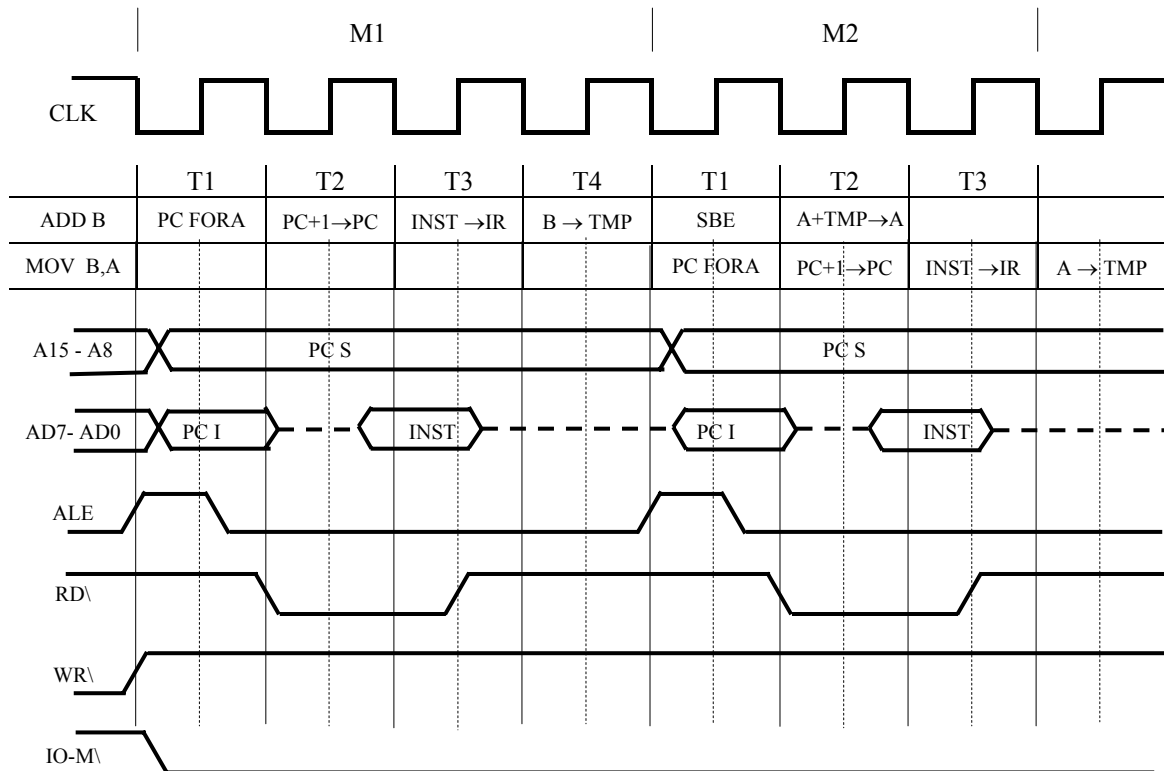 M1 M2
CLK
T1 T2 T3 T4 T1 T2 T3
ADD B PC FORA PC+1→PC INST →IR B → TMP SBE A+TMP→A
MOV B,A PC FORA PC+1→PC INST →IR A → TMP
A15 - A8 PC S PC S
AD7- AD0 PC I INST PC I INST
ALE
RD\
WR\
IO-M\